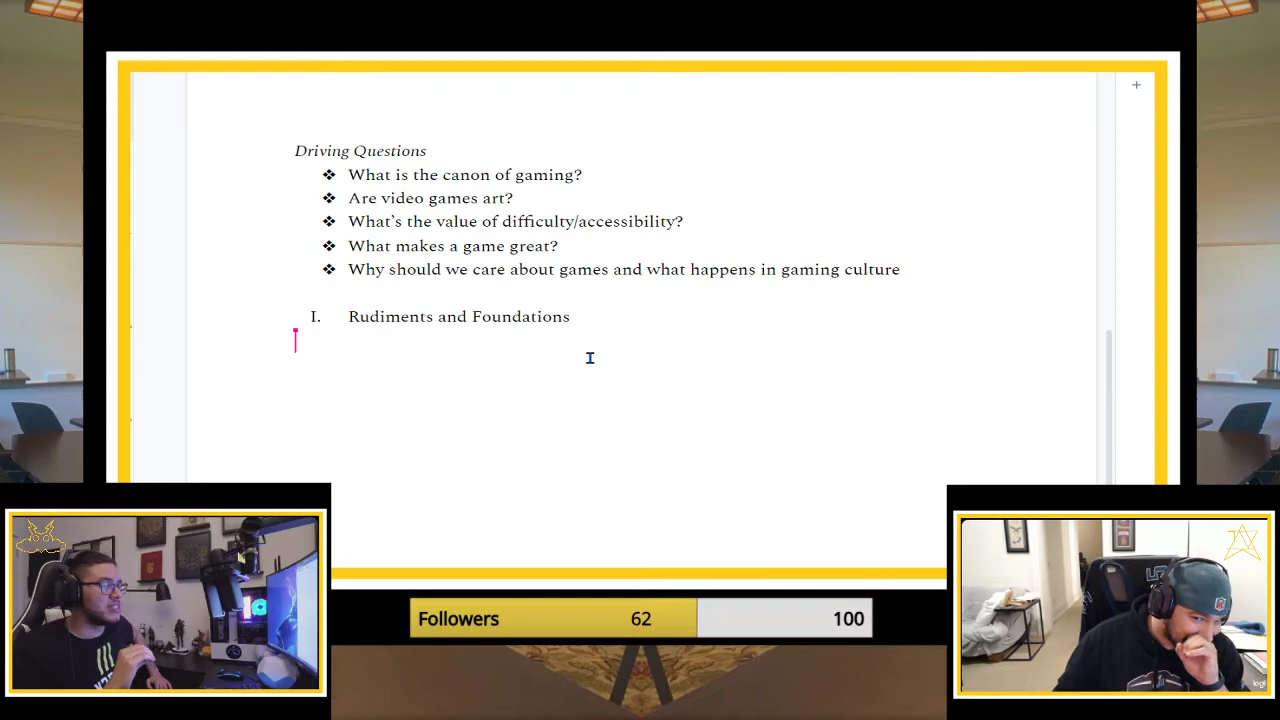 Driving Questions
❖ What is the canon of gaming?
❖ Are video games art?
❖ What’s the value of difficulty/accessibility?
❖ What makes a game great?
❖ Why should we care about games and what happens in gaming culture
I. Rudiments and Foundations
Followers 62 100
logi